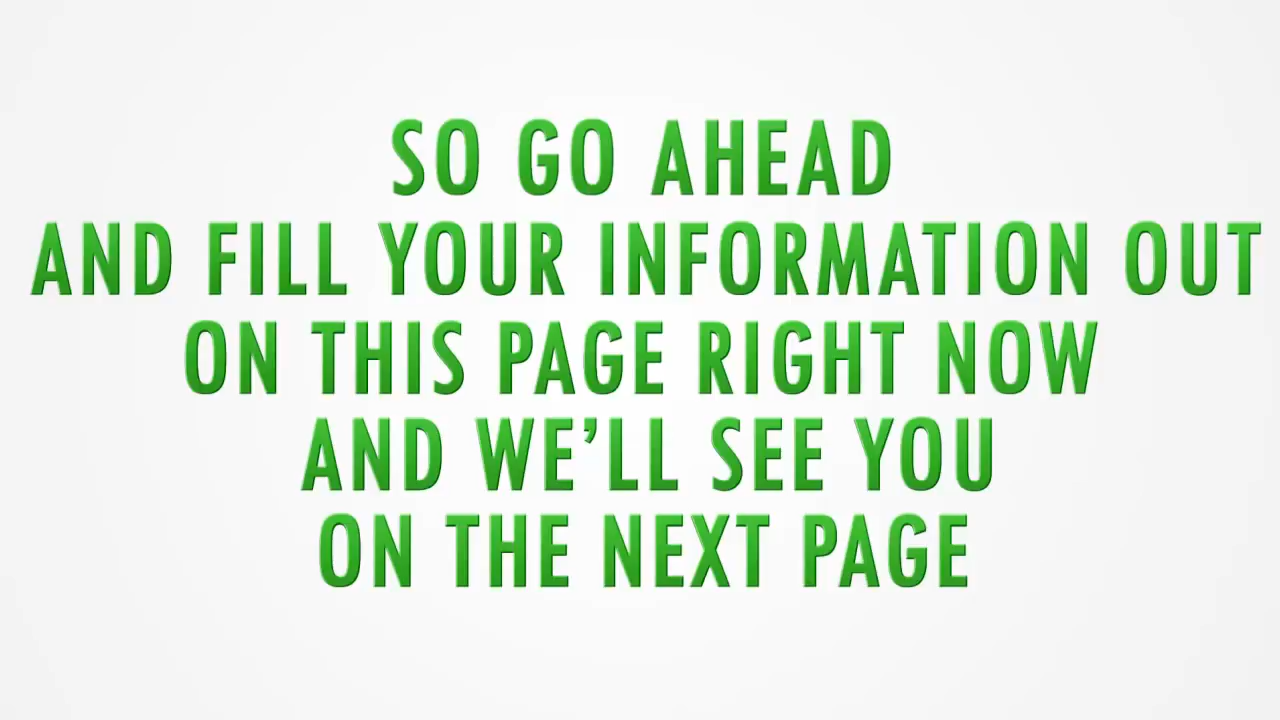 SO GO AHEAD
AND FILL YOUR INFORMATION OUT
ON THIS PAGE RIGHT NOW
AND WE’LL SEE YOU
ON THE NEXT PAGE